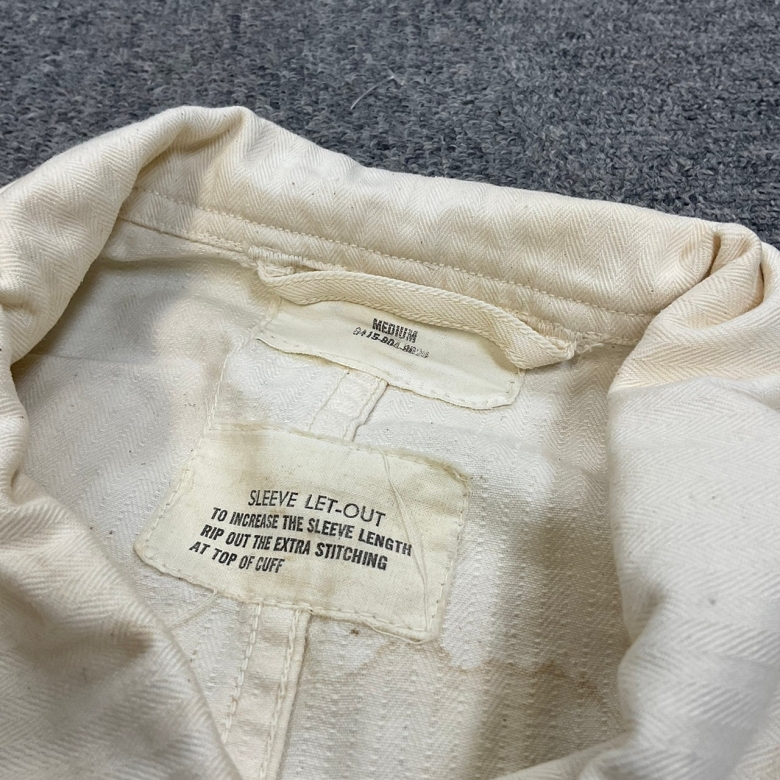 MEDIUM
SLEEVE LET-OUT
TO INCREASE THE SLEEVE LENGTH
RIP OUT THE EXTRA STITCHING
AT TOP OF CUFF